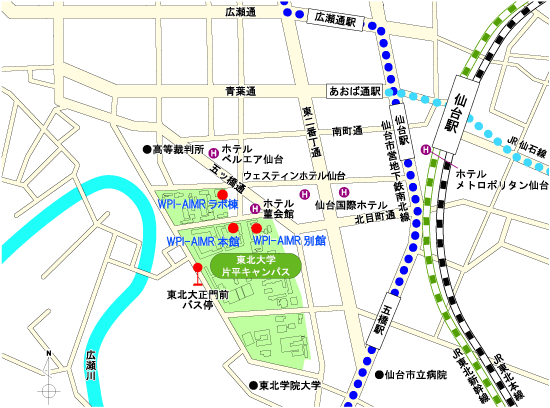 広瀬通
広瀬通駅
青葉通
あおば通駅
仙台駅
東二番丁通
南町通
仙台駅
仙台市営地下鉄南北線
JR仙石線
高等裁判所
ホテル
ベルエア仙台
五ッ橋通
ウェスティンホテル仙台
ホテル
メトロポリタン仙台
WPI-AIMR ラボ棟
ホテル
菫会館
仙台国際ホテル
北目町通
WPI-AIMR 本館
WPI-AIMR 別館
東北大学
片平キャンパス
東北大正門前
バス停
五橋駅
広瀬川
N
東北学院大学
仙台市立病院
JR東北新幹線
JR東北本線